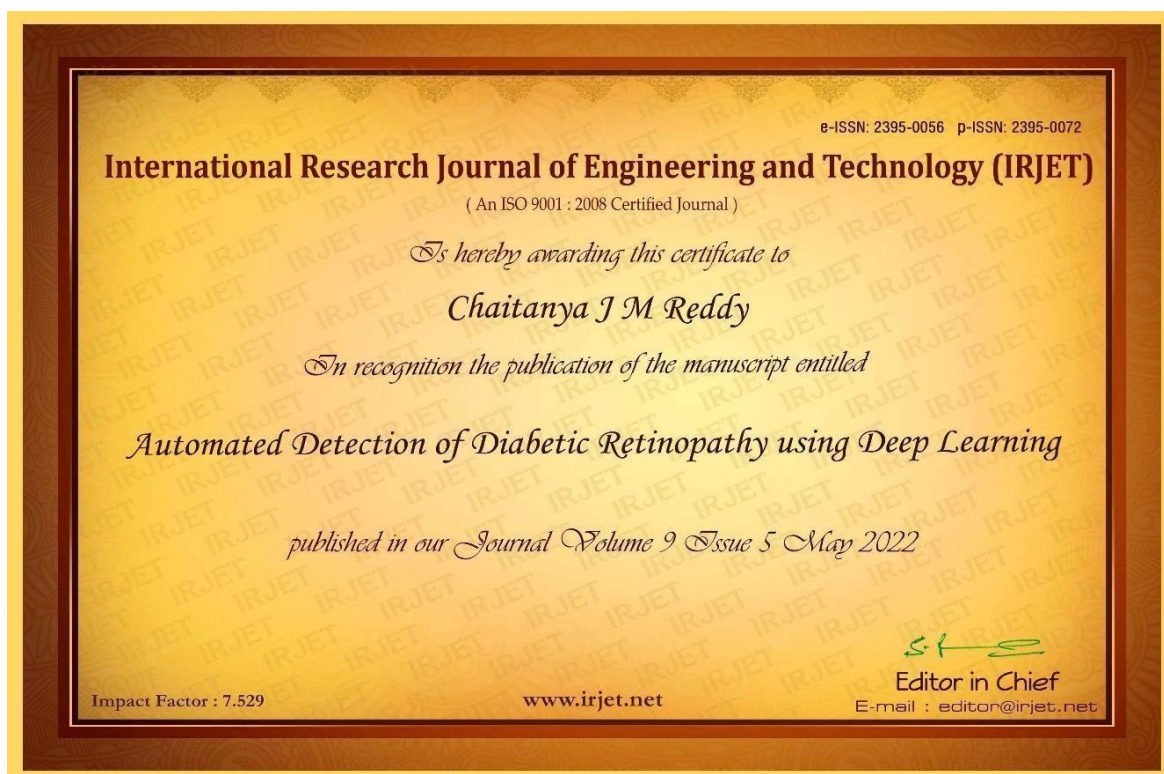 e-ISSN: 2395-0056 p-ISSN: 2395-0072
International Research Journal of Engineering and Technology (IRJET)
( An ISO 9001 : 2008 Certified Journal )
Is hereby awarding this certificate to
Chaitanya J M Reddy
In recognition the publication of the manuscript entitled
Automated Detection of Diabetic Retinopathy using Deep Learning
published in our Journal Volume 9 Issue 5 May 2022
Editor in Chief
Impact Factor : 7.529
www.irjet.net
E-mail : editor@irjet.net